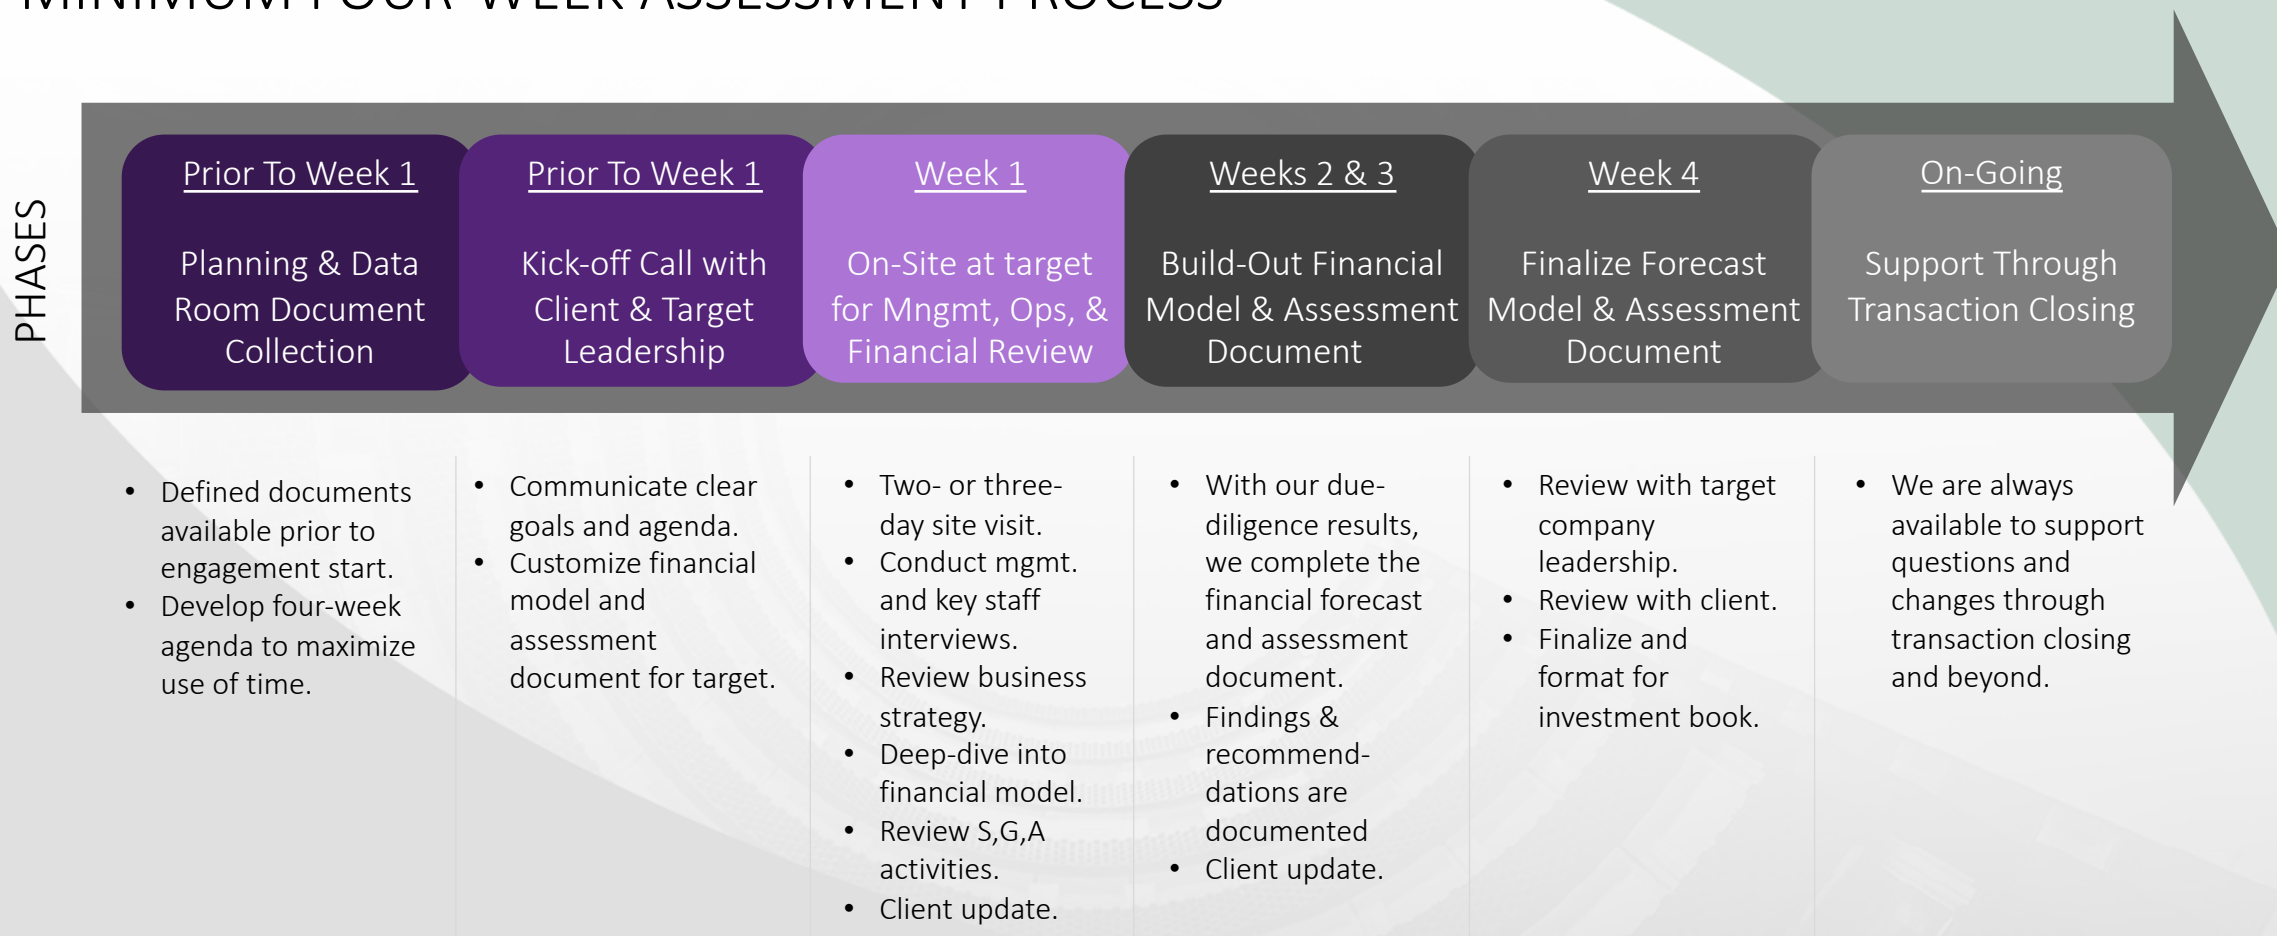 MINIMUM FOUR-WEEK ASSESSMENT PROCESS
PHASES
Prior To Week 1
Planning & Data
Room Document
Collection
Prior To Week 1
Kick-off Call with
Client & Target
Leadership
Week 1
On-Site at target
for Mngmt, Ops, &
Financial Review
Weeks 2 & 3
Build-Out Financial
Model & Assessment
Document
Week 4
Finalize Forecast
Model & Assessment
Document
On-Going
Support Through
Transaction Closing
• Defined documents
available prior to
engagement start.
• Develop four-week
agenda to maximize
use of time.
• Communicate clear
goals and agenda.
• Customize financial
model and
assessment
document for target.
• Two- or three-
day site visit.
• Conduct mgmt.
and key staff
interviews.
• Review business
strategy.
• Deep-dive into
financial model.
• Review S,G,A
activities.
• Client update.
• With our due-
diligence results,
we complete the
financial forecast
and assessment
document.
• Findings &
recommend-
dations are
documented
• Client update.
• Review with target
company
leadership.
• Review with client.
• Finalize and
format for
investment book.
• We are always
available to support
questions and
changes through
transaction closing
and beyond.